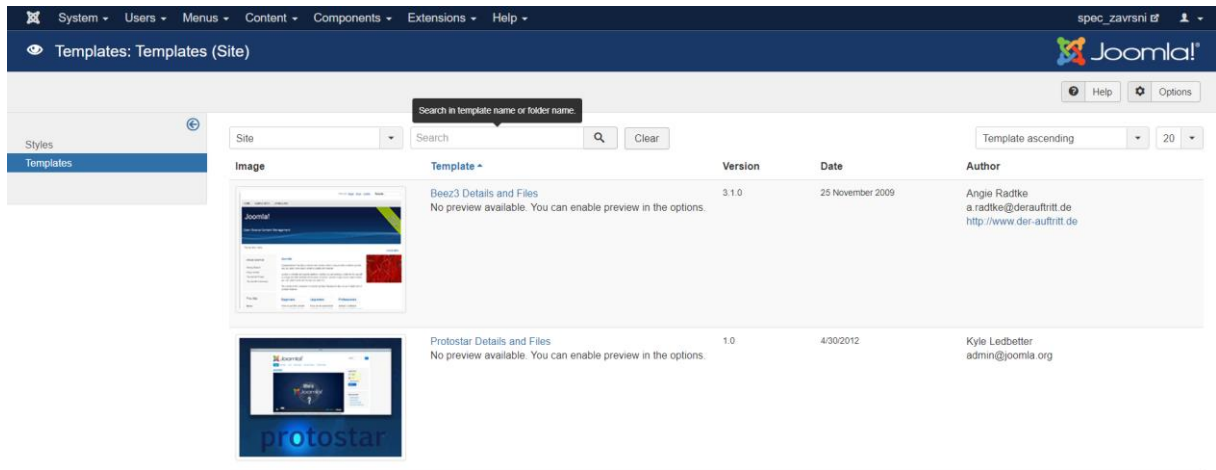 System Users Menus Content Components Extensions Help spec_zavrsni
Templates: Templates (Site) Joomla!
Help Options
Search in template name or folder name.
Styles
Templates
Site Search Clear Template ascending 20
Image Template Version Date Author
Beez3 Details and Files 3.1.0 25 November 2009 Angie Radtke
No preview available. You can enable preview in the options. a.radtke@derauftritt.de
http://www.der-auftritt.de
Joomla!
Protostar Details and Files 1.0 4/30/2012 Kyle Ledbetter
No preview available. You can enable preview in the options. admin@joomla.org
Joomla!
protostar